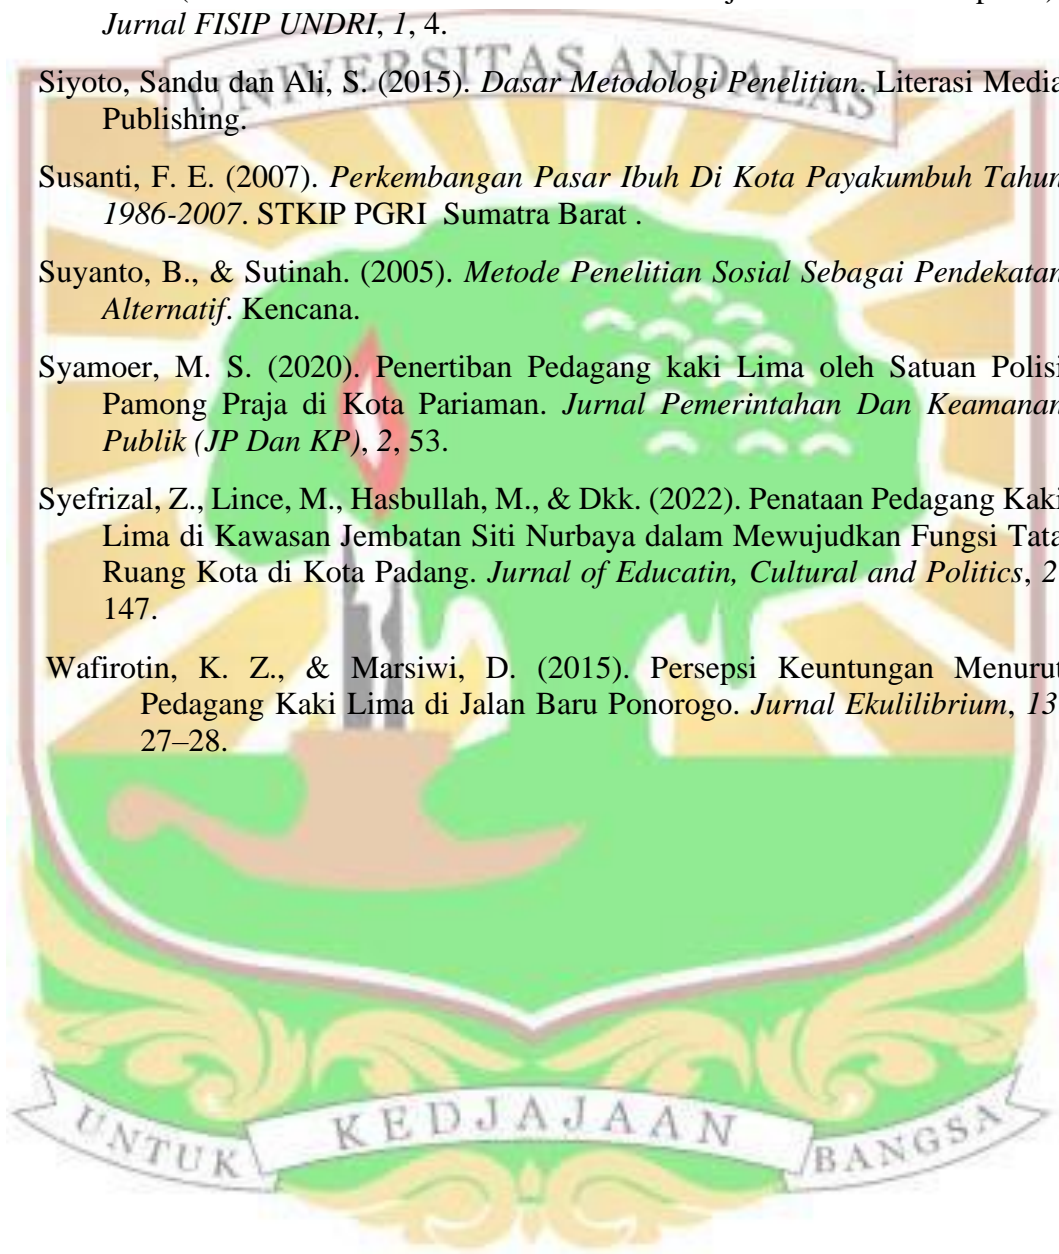 Jurnal FISIP UNDRI, 1, 4.
UNIVERSITAS ANDALAS
Siyoto, Sandu dan Ali, S. (2015). Dasar Metodologi Penelitian. Literasi Media
Publishing.
Susanti, F. E. (2007). Perkembangan Pasar Ibuh Di Kota Payakumbuh Tahun
1986-2007. STKIP PGRI Sumatra Barat .
Suyanto, B., & Sutinah. (2005). Metode Penelitian Sosial Sebagai Pendekatan
Alternatif. Kencana.
Syamoer, M. S. (2020). Penertiban Pedagang kaki Lima oleh Satuan Polisi
Pamong Praja di Kota Pariaman. Jurnal Pemerintahan Dan Keamanan
Publik (JP Dan KP), 2, 53.
Syefrizal, Z., Lince, M., Hasbullah, M., & Dkk. (2022). Penataan Pedagang Kaki
Lima di Kawasan Jembatan Siti Nurbaya dalam Mewujudkan Fungsi Tata
Ruang Kota di Kota Padang. Jurnal of Educatin, Cultural and Politics, 2
147.
Wafirotin, K. Z., & Marsiwi, D. (2015). Persepsi Keuntungan Menurut
Pedagang Kaki Lima di Jalan Baru Ponorogo. Jurnal Ekulilibrium, 13
27–28.
UNTUK KEDJAJAAN BANGSA